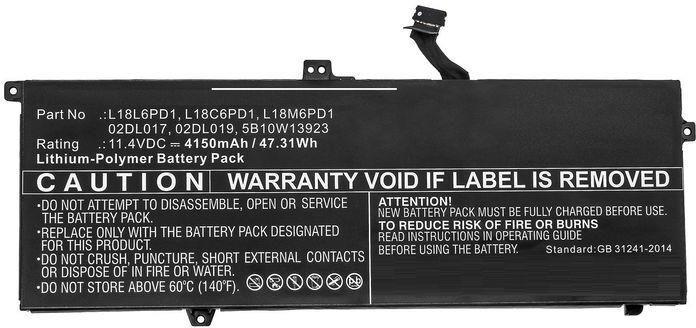 Part No .: L18L6PD1, L18C6PD1, L18M6PD1
02DL017, 02DL019, 5B10W13923
Rating .: 11.4VDC ⎓ 4150mAh / 47.31Wh
Lithium-Polymer Battery Pack
CAUTION
•DO NOT ATTEMPT TO DISASSEMBLE, OPEN OR SERVICE
THE BATTERY PACK.
•REPLACE ONLY WITH THE BATTERY PACK DESIGNATED
FOR THIS PRODUCT.
•DO NOT CRUSH, PUNCTURE, SHORT EXTERNAL CONTACTS
OR DISPOSE OF IN FIRE OR WATER.
•DO NOT STORE ABOVE 60°C (140°F).
WARRANTY VOID IF LABEL IS REMOVED
ATTENTION!
NEW BATTERY PACK MUST BE FULLY CHARGED BEFORE USE.
TO REDUCE RISK OF FIRE OR BURNS
READ INSTRUCTIONS IN OPERATING GUIDE
BEFORE USING THE BATTERY.
Standard:GB 31241-2014